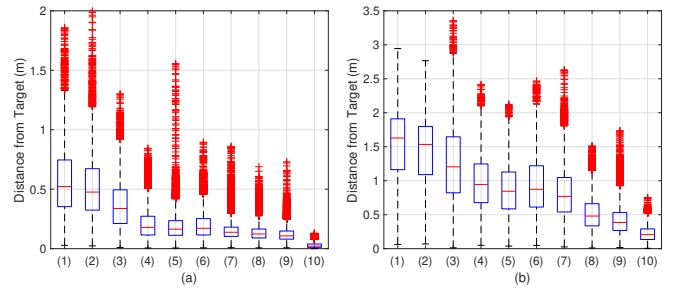 Distance from Target (m)
2
1.5
1
0.5
0
(1) (2) (3) (4) (5) (6) (7) (8) (9) (10)
(a)
Distance from Target (m)
3.5
3
2.5
2
1.5
1
0.5
0
(1) (2) (3) (4) (5) (6) (7) (8) (9) (10)
(b)